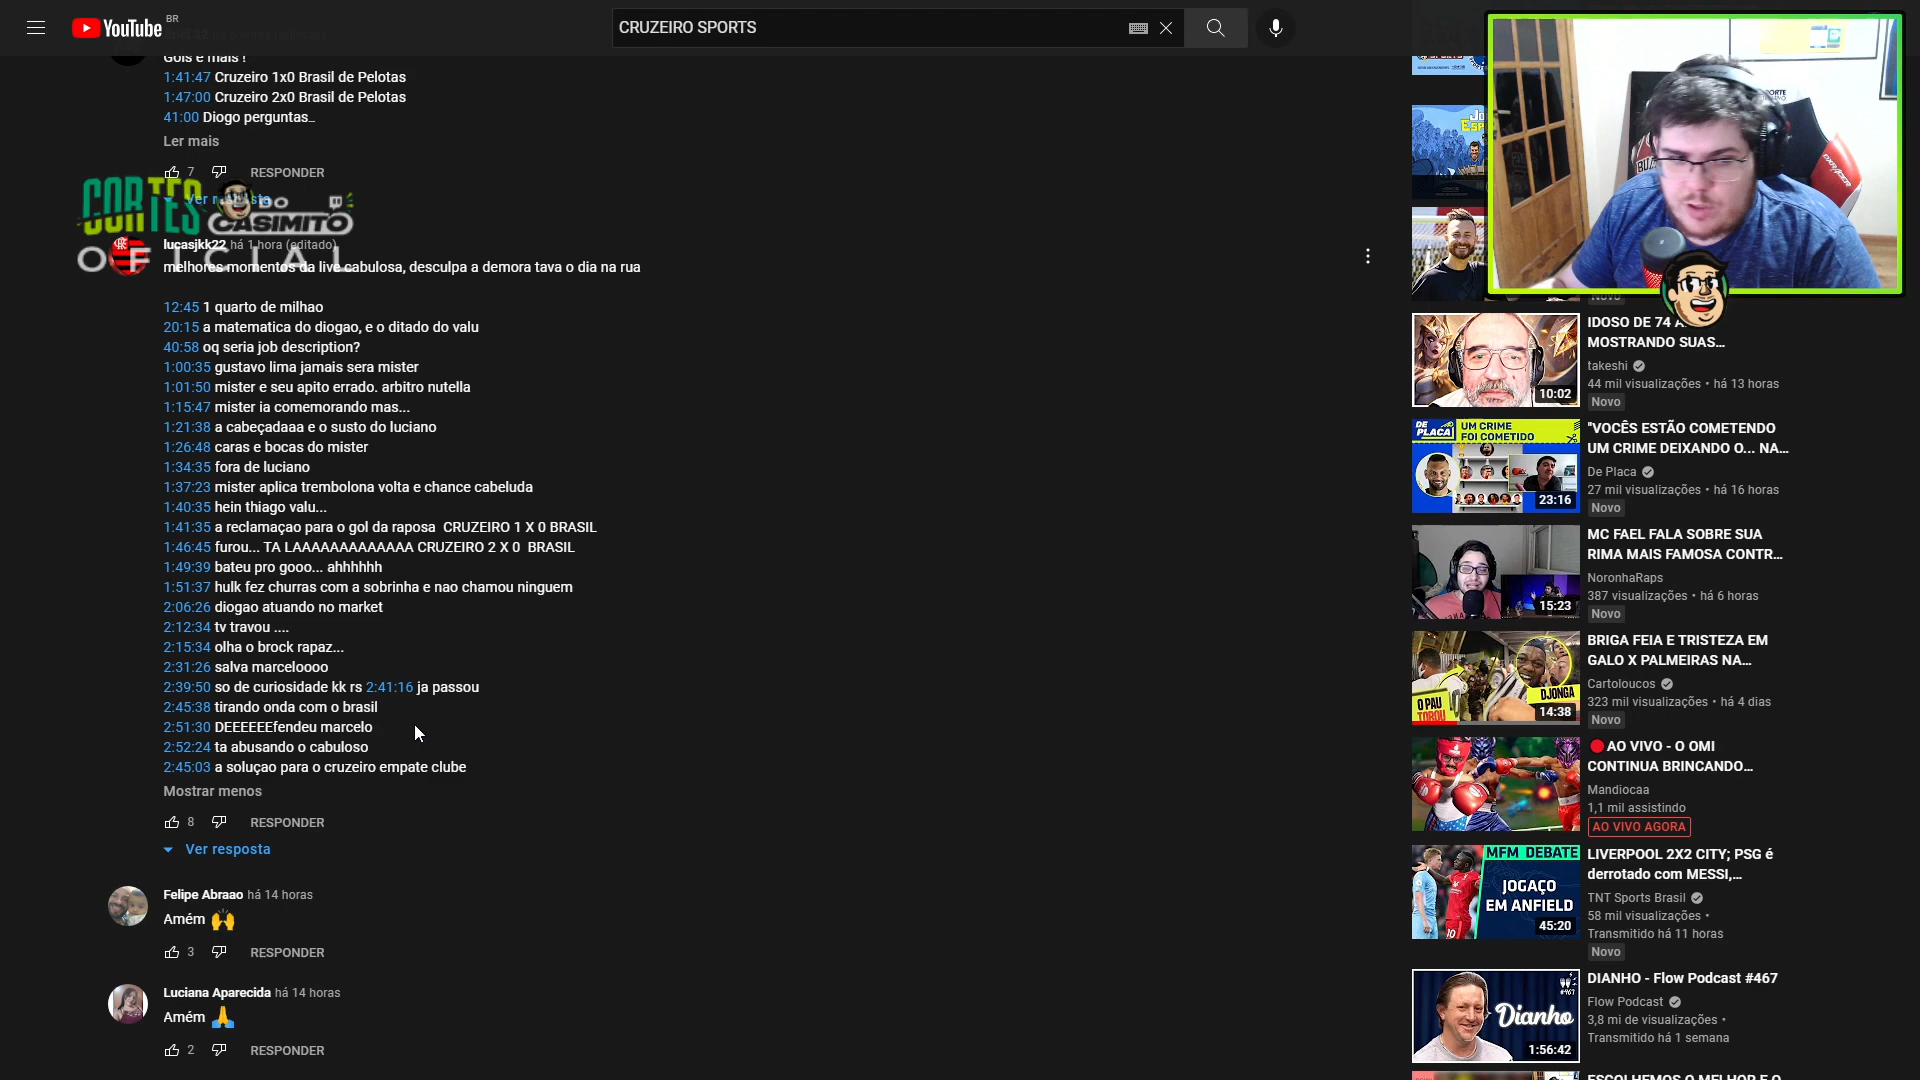 YouTube BR
CRUZEIRO SPORTS
Gols e mais !
1:41:47 Cruzeiro 1x0 Brasil de Pelotas
1:47:00 Cruzeiro 2x0 Brasil de Pelotas
41:00 Diogo perguntas...
Ler mais
7 RESPONDER
CORTES DO CASIMITO
OFICIAL
lucasjkk22 há 1 hora (editado)
melhores momentos da live cabulosa, desculpa a demora tava o dia na rua
12:45 1 quarto de milhao
20:15 a matematica do diogao, e o ditado do valu
40:58 oq seria job description?
1:00:35 gustavo lima jamais sera mister
1:01:50 mister e seu apito errado. arbitro nutella
1:15:47 mister ia comemorando mas...
1:21:38 a cabeçadaaa e o susto do luciano
1:26:48 caras e bocas do mister
1:34:35 fora de luciano
1:37:23 mister aplica trembolona volta e chance cabeluda
1:40:35 hein thiago valu...
1:41:35 a reclamaçao para o gol da raposa  CRUZEIRO 1 X 0 BRASIL
1:46:45 furou... TA LAAAAAAAAAAAAA CRUZEIRO 2 X 0  BRASIL
1:49:39 bateu pro gooo... ahhhhhh
1:51:37 hulk fez churras com a sobrinha e nao chamou ninguem
2:06:26 diogao atuando no market
2:12:34 tv travou ....
2:15:34 olha o brock rapaz...
2:31:26 salva marceloooo
2:39:50 so de curiosidade kk rs 2:41:16 ja passou
2:45:38 tirando onda com o brasil
2:51:30 DEEEEEEfendeu marcelo
2:52:24 ta abusando o cabuloso
2:45:03 a soluçao para o cruzeiro empate clube
Mostrar menos
8 RESPONDER
Ver resposta
Felipe Abraao há 14 horas
Amém
3 RESPONDER
Luciana Aparecida há 14 horas
Amém
2 RESPONDER
Novo
IDOSO DE 74
MOSTRANDO SUAS...
takeshi
44 mil visualizações • há 13 horas
Novo
10:02
DE PLACA
UM CRIME
FOI COMETIDO
23:16
"VOCÊS ESTÃO COMETENDO
UM CRIME DEIXANDO O... NA...
De Placa
27 mil visualizações • há 16 horas
Novo
15:23
MC FAEL FALA SOBRE SUA
RIMA MAIS FAMOSA CONTR...
NoronhaRaps
387 visualizações • há 6 horas
Novo
O PAU
TOROU
DJONGA
14:38
BRIGA FEIA E TRISTEZA EM
GALO X PALMEIRAS NA...
Cartoloucos
323 mil visualizações • há 4 dias
Novo
AO VIVO - O OMI
CONTINUA BRINCANDO...
Mandiocaa
1,1 mil assistindo
AO VIVO AGORA
MFM DEBATE
JOGAÇO
EM ANFIELD
45:20
LIVERPOOL 2X2 CITY; PSG é
derrotado com MESSI,...
TNT Sports Brasil
58 mil visualizações •
Transmitido há 11 horas
Novo
#467
Dianho
1:56:42
DIANHO - Flow Podcast #467
Flow Podcast
3,8 mi de visualizações •
Transmitido há 1 semana
ESCOLHEMOS O MELHOR E O